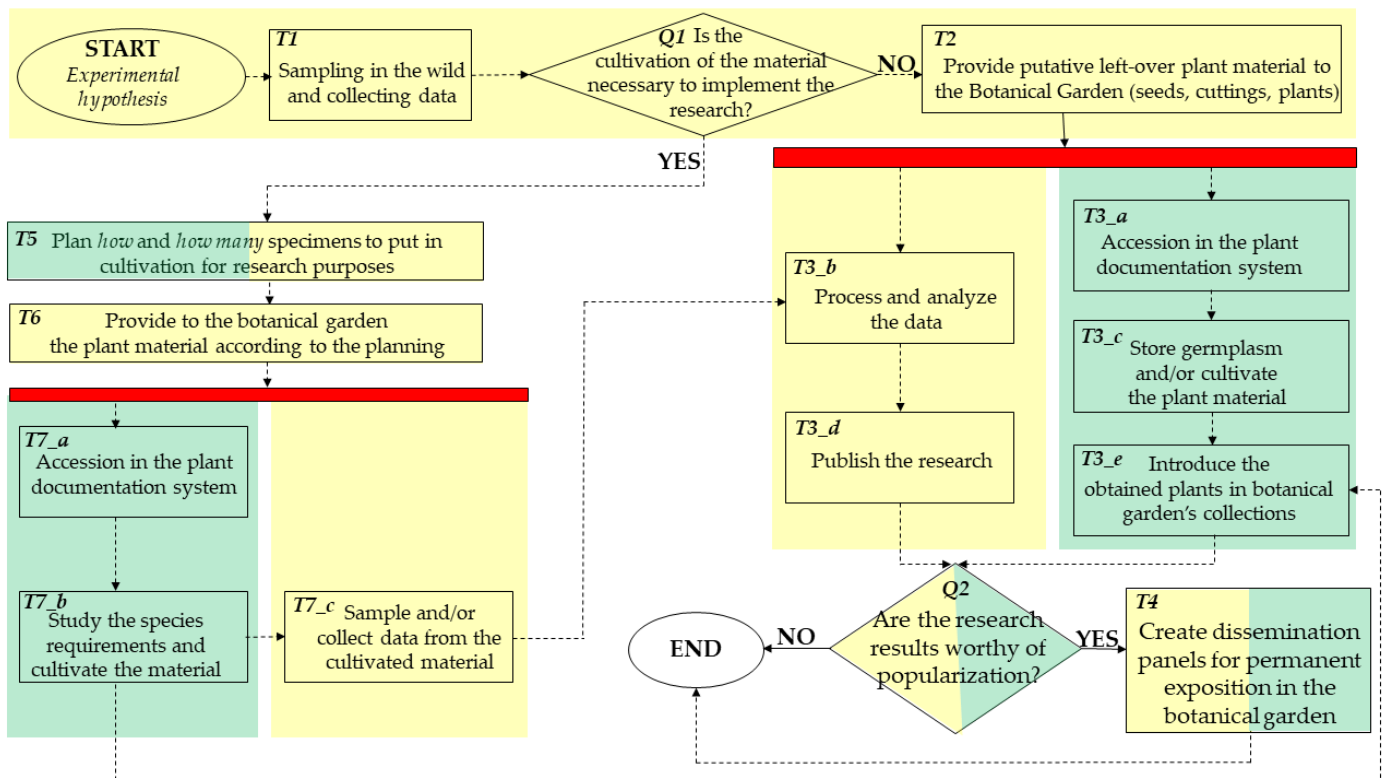 START
Experimental
hypothesis
T1
Sampling in the wild
and collecting data
Q1 Is the
cultivation of the material
necessary to implement the
research?
NO
T2
Provide putative left-over plant material to
the Botanical Garden (seeds, cuttings, plants)
YES
T5 Plan how and how many specimens to put in
cultivation for research purposes
T6 Provide to the botanical garden
the plant material according to the planning
T7_a
Accession in the plant
documentation system
T7_b
Study the species
requirements and
cultivate the material
T7_c Sample and/or
collect data from the
cultivated material
T3_b
Process and analyze
the data
T3_d
Publish the research
T3_a
Accession in the plant
documentation system
T3_c
Store germplasm
and/or cultivate
the plant material
T3_e Introduce the
obtained plants in botanical
garden's collections
Q2
Are the research
results worthy of
popularization?
NO
END
YES
T4
Create dissemination
panels for permanent
exposition in the
botanical garden